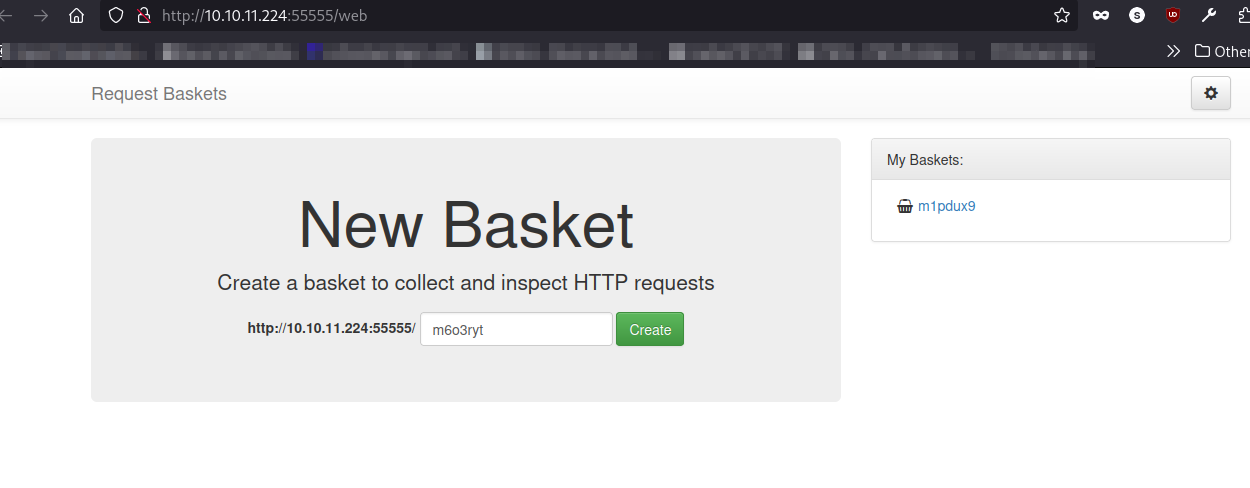 http://10.10.11.224:55555/web
Other
Request Baskets
New Basket
Create a basket to collect and inspect HTTP requests
http://10.10.11.224:55555/ m6o3ryt Create
My Baskets:
m1pdux9